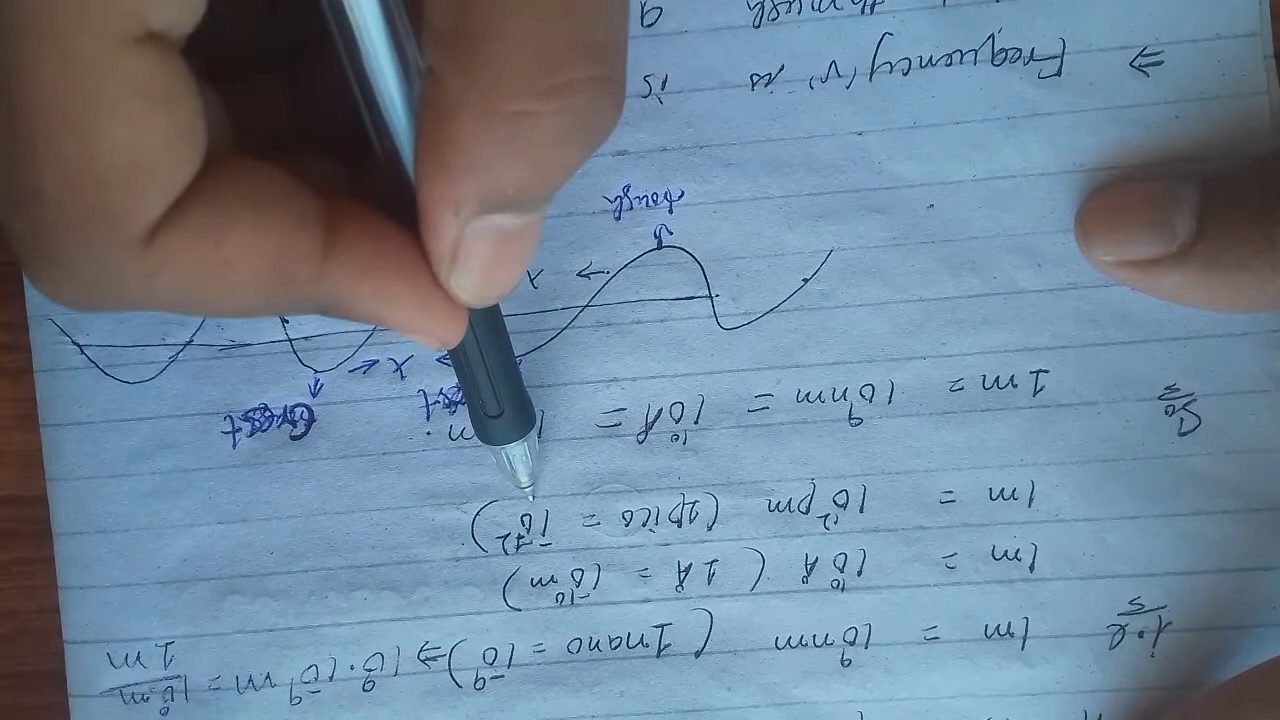 i.e 1m = 10⁹nm (1nano = 10⁻⁹) ⇒ 10⁹·10⁻⁹ m = 10⁰m
1m
1m = 10¹⁰Å (1Å = 10⁻¹⁰m)
1m = 10¹²pm (1pico = 10⁻¹²)
So 1m = 10⁹nm = 10¹⁰Å = m.
Crest
λ
λ
trough
⇒ Frequency (ν) is